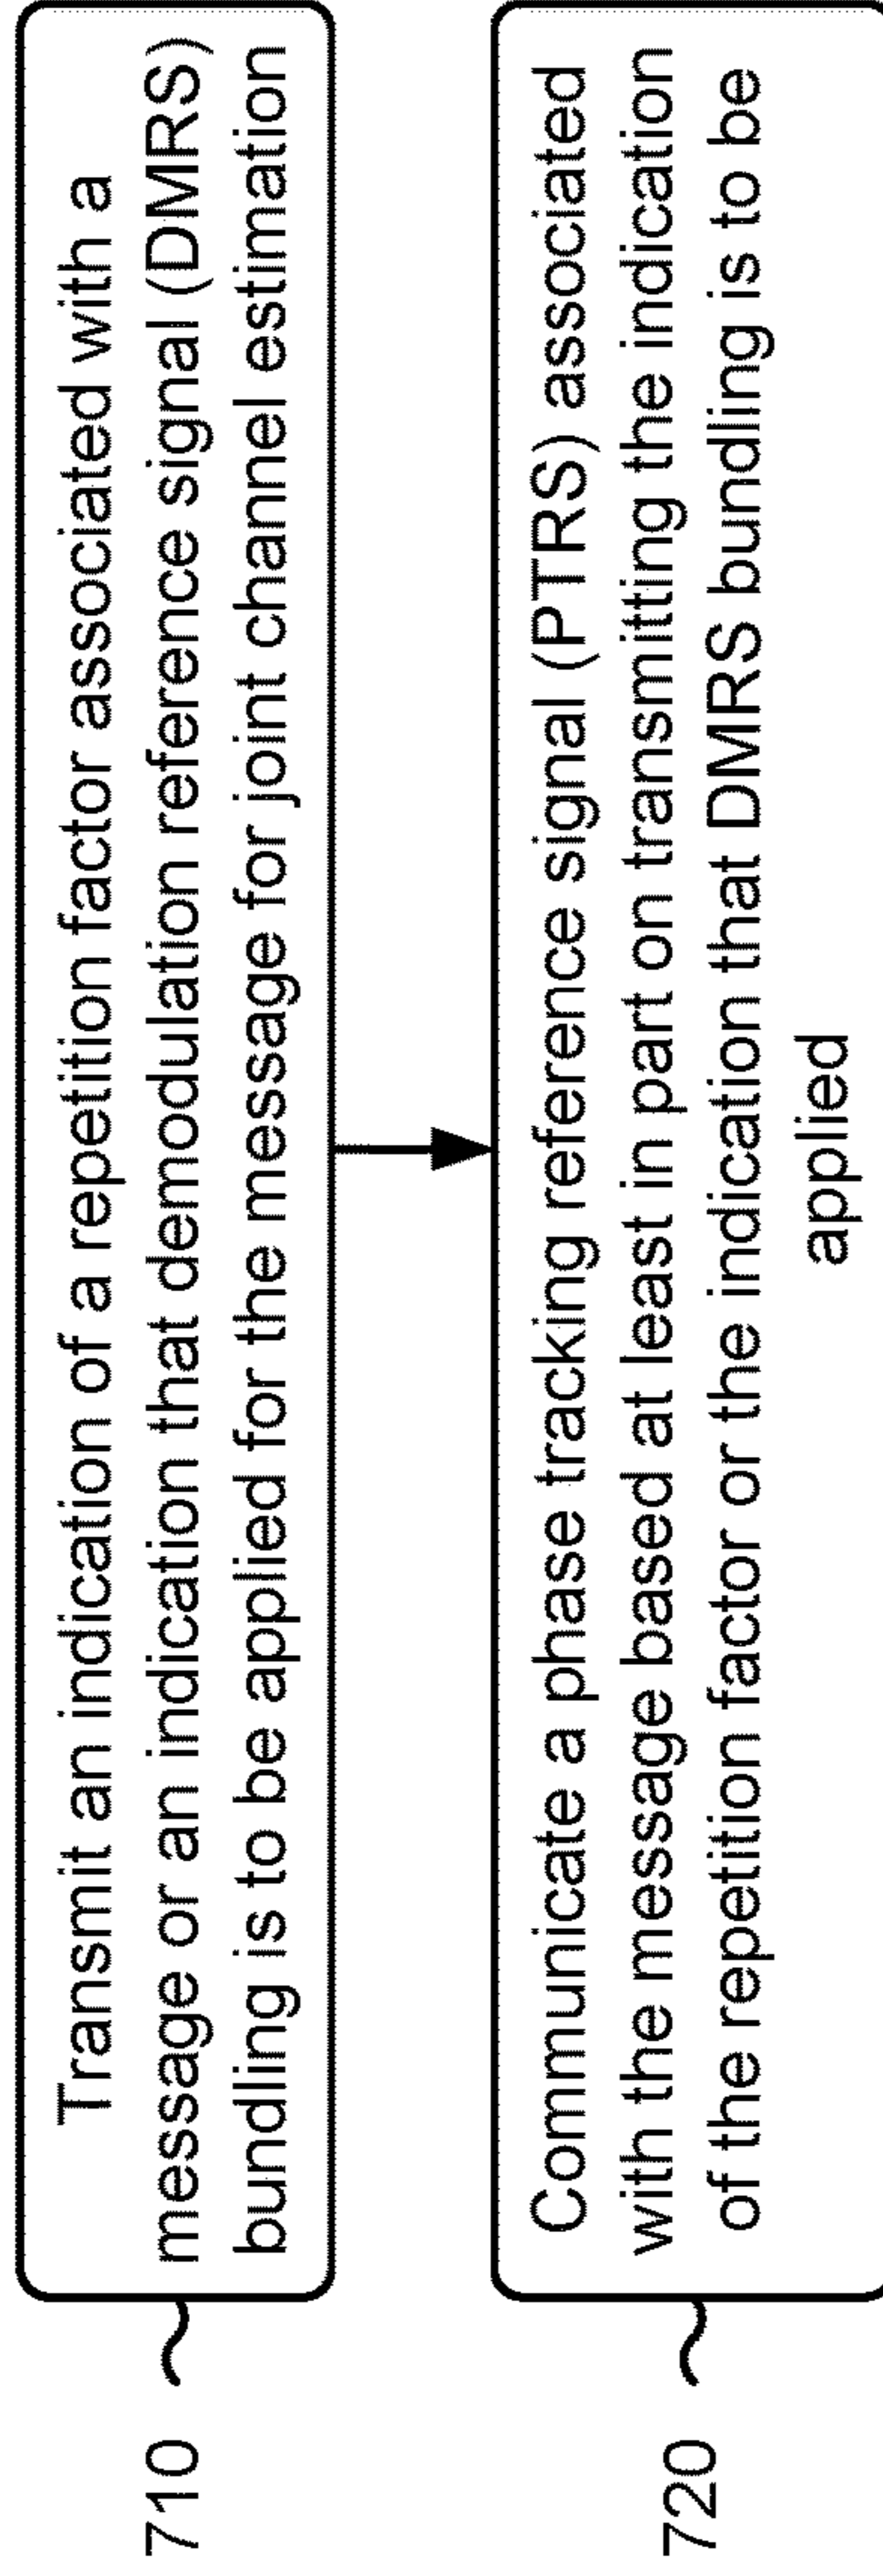 710
Transmit an indication of a repetition factor associated with a
message or an indication that demodulation reference signal (DMRS)
bundling is to be applied for the message for joint channel estimation
720
Communicate a phase tracking reference signal (PTRS) associated
with the message based at least in part on transmitting the indication
of the repetition factor or the indication that DMRS bundling is to be
applied